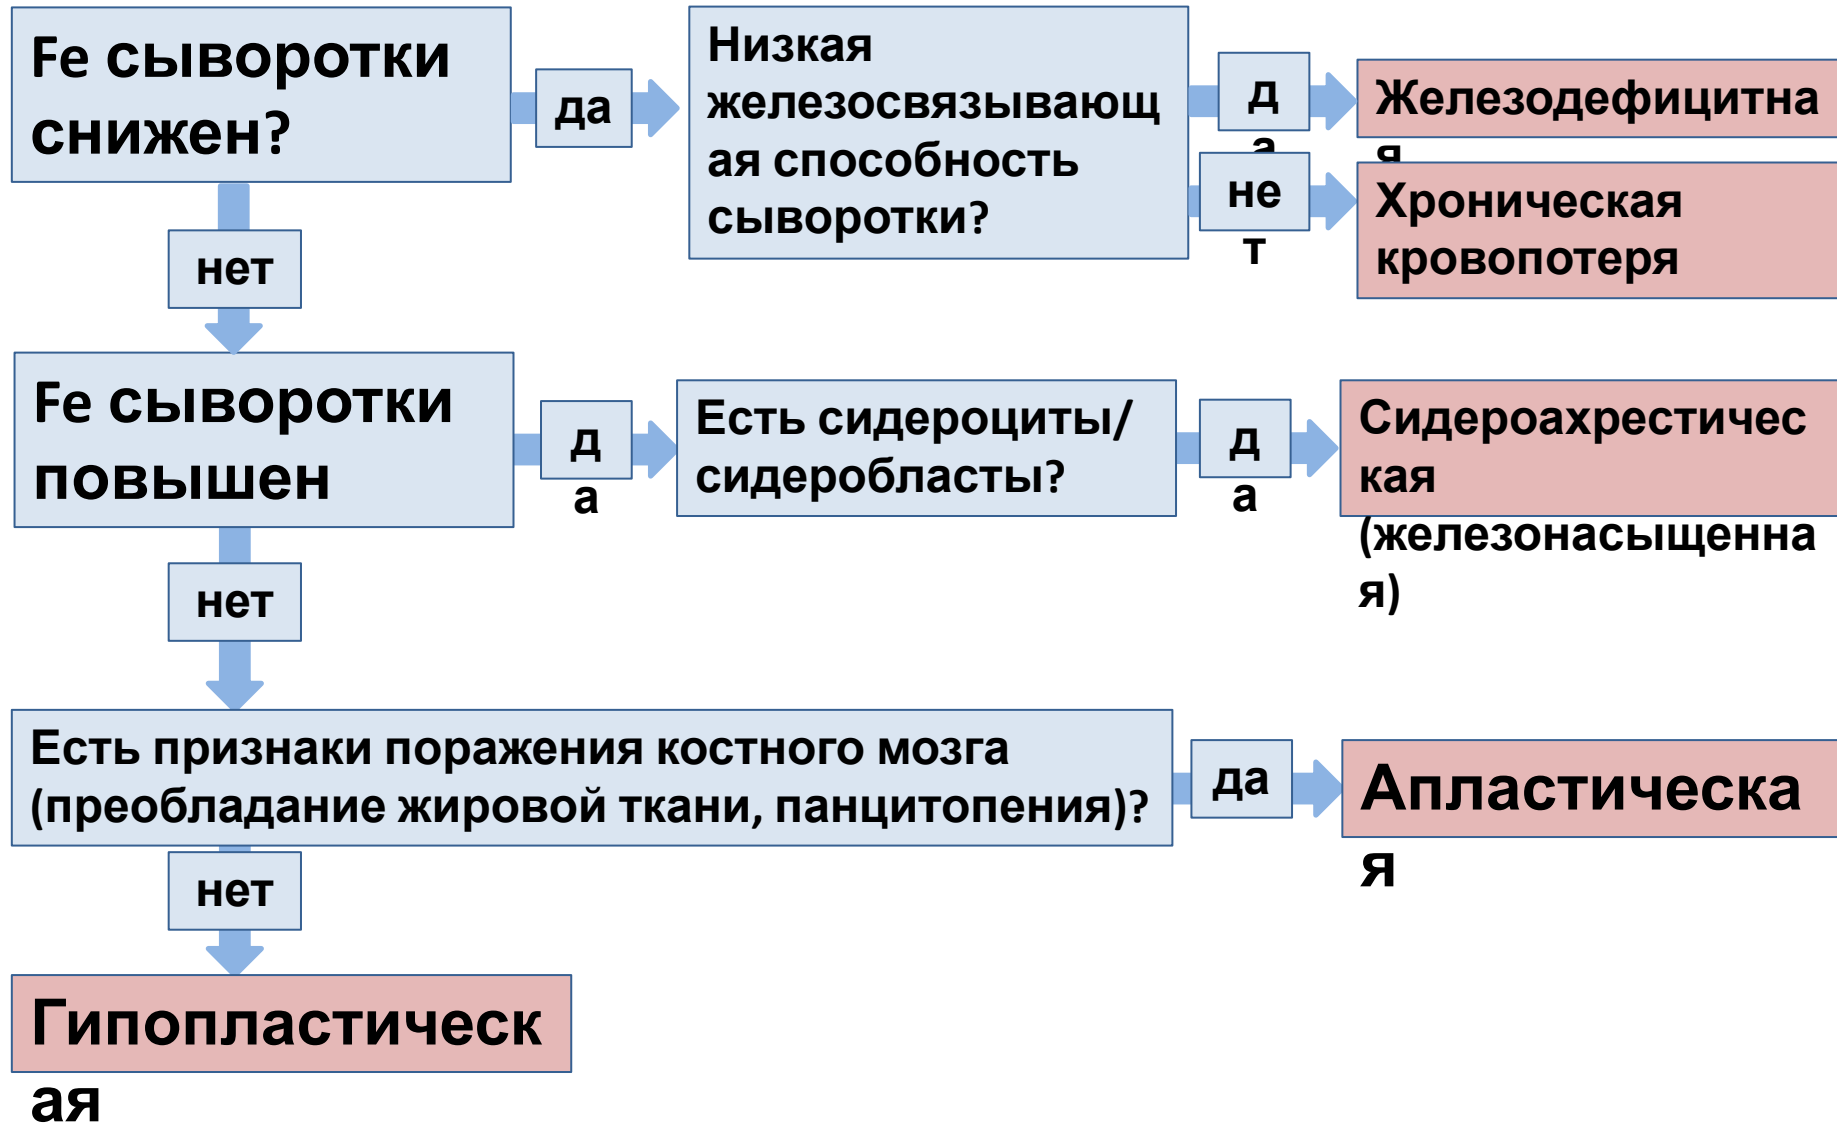 Fe сыворотки
снижен?
да
Низкая
железосвязывающ
ая способность
сыворотки?
д
а
Железодефицитна
я
не
т
Хроническая
кровопотеря
нет
Fe сыворотки
повышен
д
а
Есть сидероциты/
сидеробласты?
д
а
Сидероахрестичес
кая
(железонасыщенна
я)
нет
Есть признаки поражения костного мозга
(преобладание жировой ткани, панцитопения)?
да
Апластическа
я
нет
Гипопластическ
ая